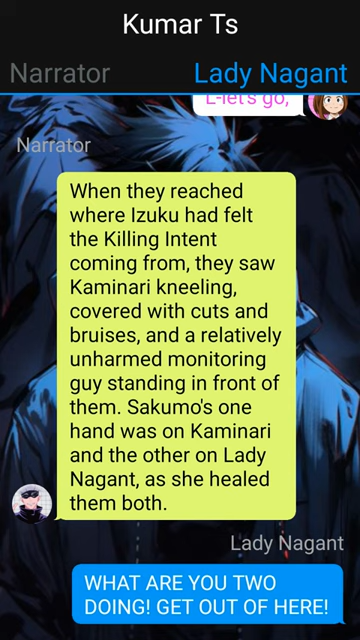 Kumar Ts
Narrator
Lady Nagant
L-let's go,
Narrator
When they reached
where Izuku had felt
the Killing Intent
coming from, they saw
Kaminari kneeling,
covered with cuts and
bruises, and a relatively
unharmed monitoring
guy standing in front of
them. Sakumo's one
hand was on Kaminari
and the other on Lady
Nagant, as she healed
them both.
Lady Nagant
WHAT ARE YOU TWO
DOING! GET OUT OF HERE!